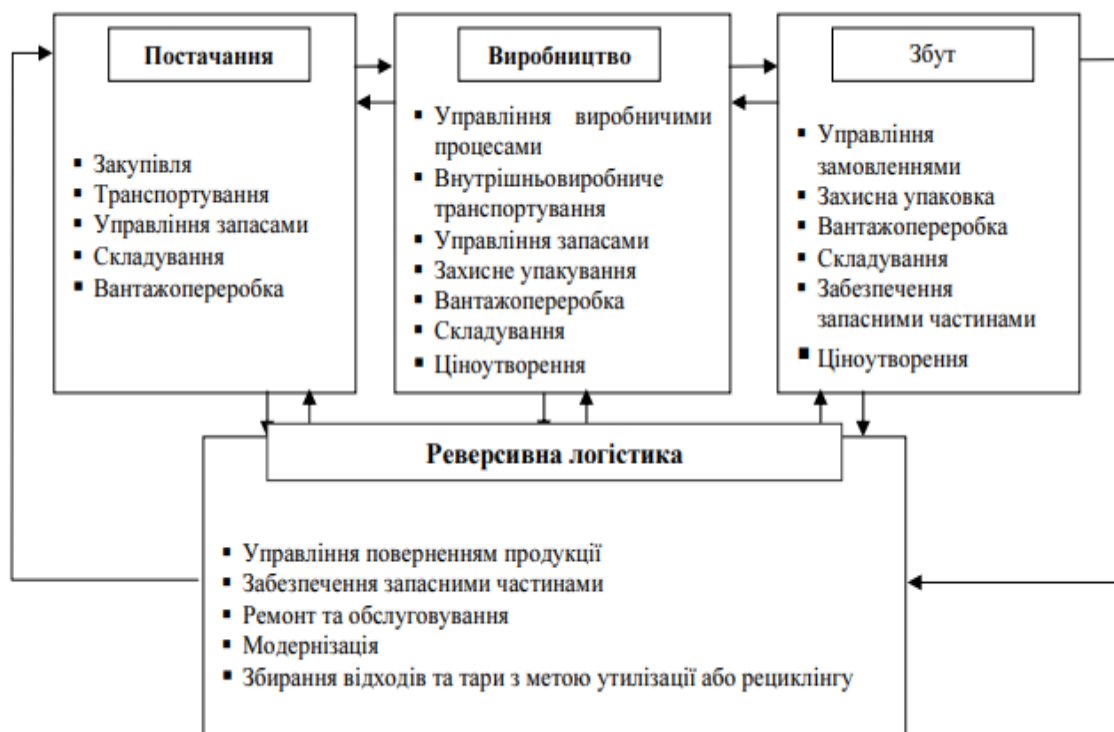 Постачання
▪ Закупівля
▪ Транспортування
▪ Управління запасами
▪ Складування
▪ Вантажопереробка
Виробництво
▪ Управління виробничими
процесами
▪ Внутрішньовиробниче
транспортування
▪ Управління запасами
▪ Захисне упакування
▪ Вантажопереробка
▪ Складування
▪ Ціноутворення
Збут
▪ Управління
замовленнями
▪ Захисна упаковка
▪ Вантажопереробка
▪ Складування
▪ Забезпечення
запасними частинами
▪ Ціноутворення
Реверсивна логістика
▪ Управління поверненням продукції
▪ Забезпечення запасними частинами
▪ Ремонт та обслуговування
▪ Модернізація
▪ Збирання відходів та тари з метою утилізації або рециклінгу